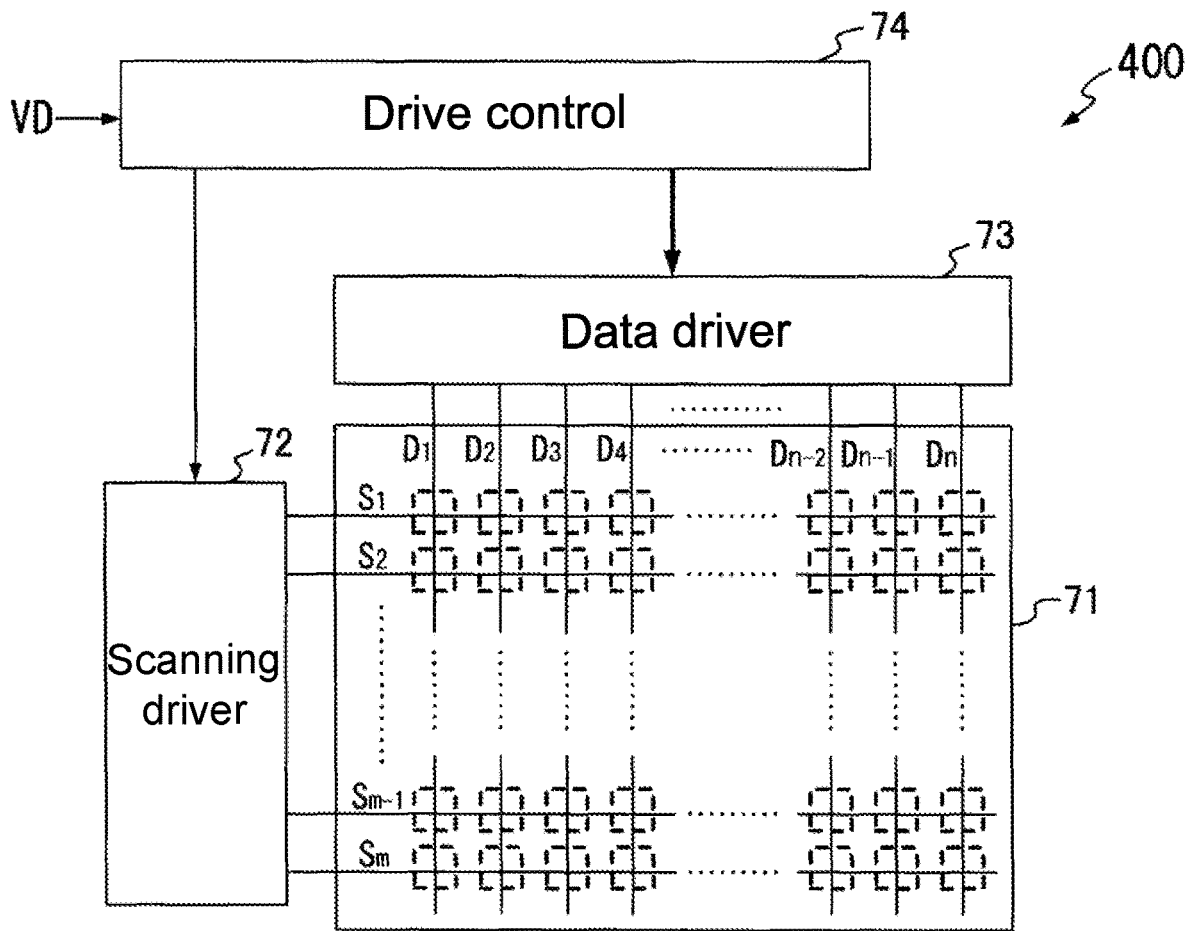 74
400
VD
Drive control
73
Data driver
D1 D2 D3 D4 Dn-2 Dn-1 Dn
72
S1
S2
71
Scanning
driver
Sm-1
Sm